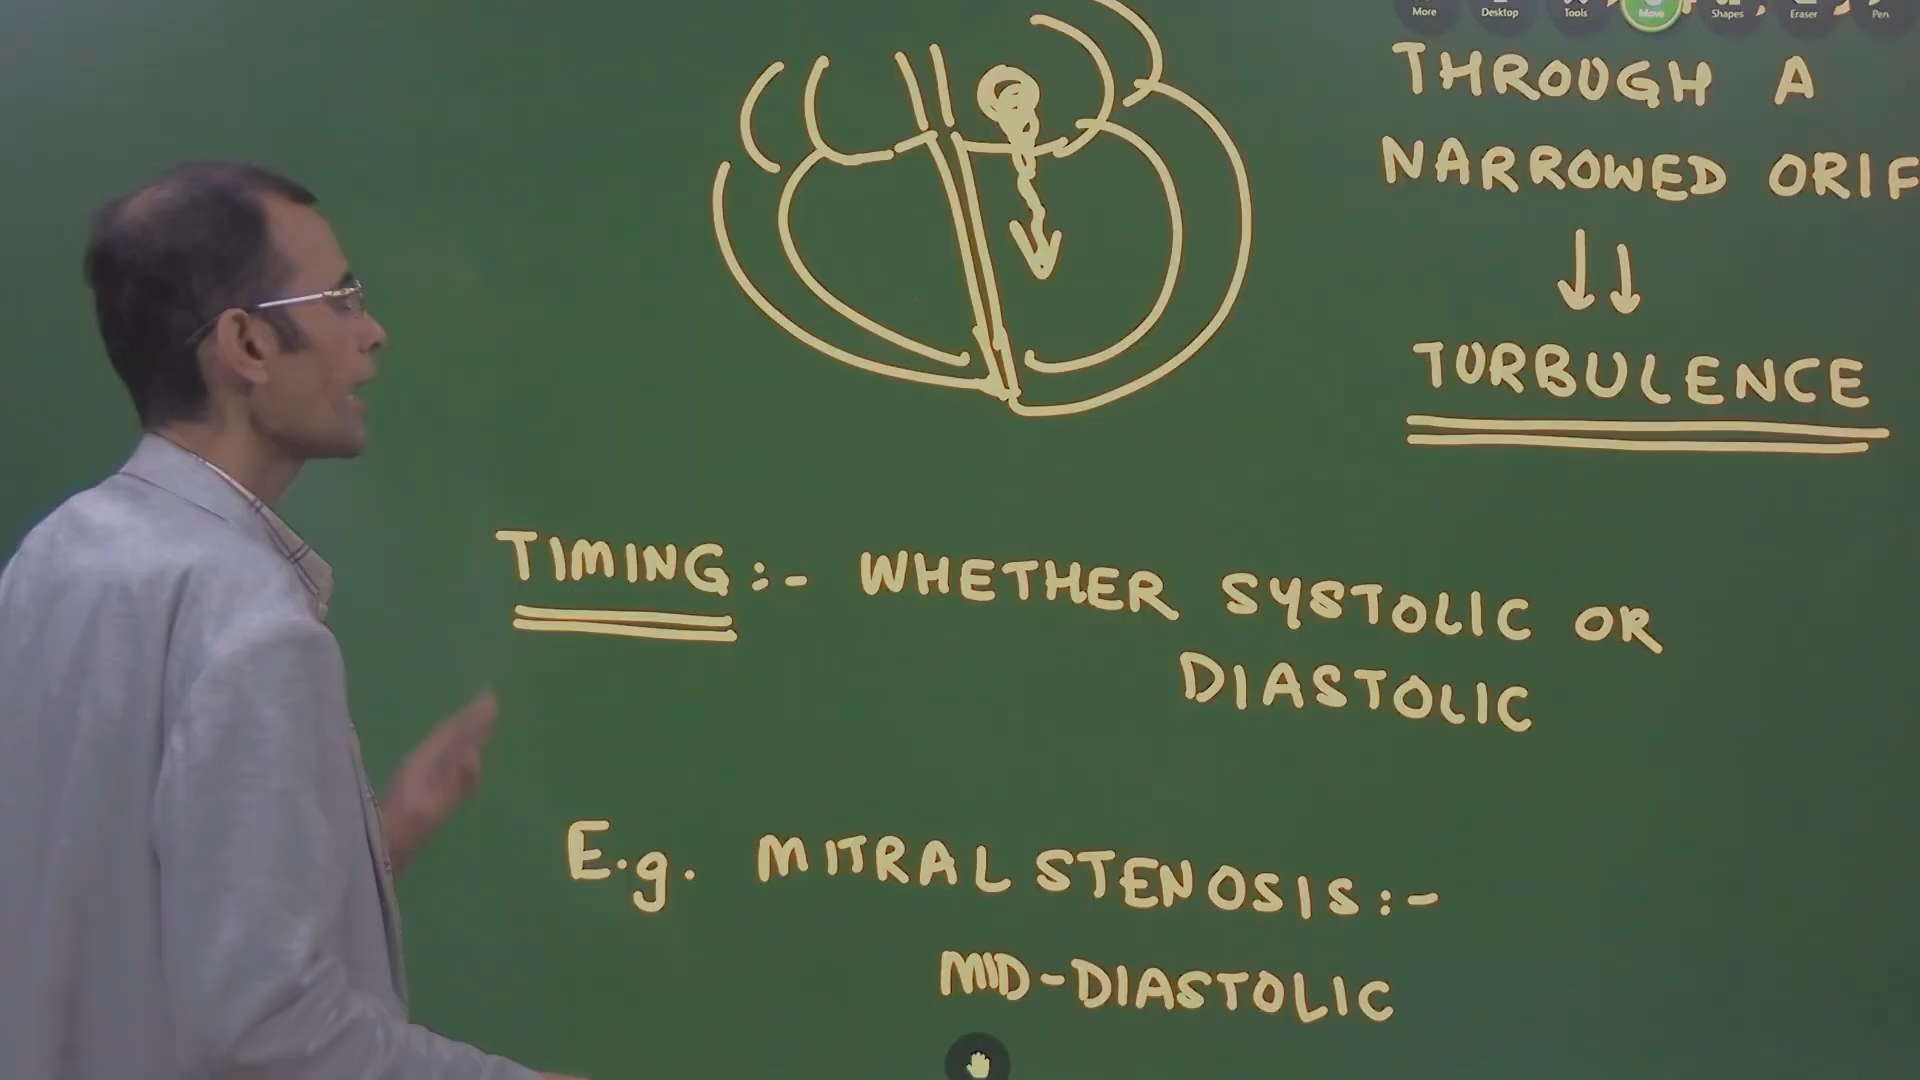 More Desktop Tools Move Shapes Eraser Pen
THROUGH A
NARROWED ORIF
TURBULENCE
TIMING:- WHETHER SYSTOLIC OR
DIASTOLIC
E.g. MITRAL STENOSIS:-
MID-DIASTOLIC